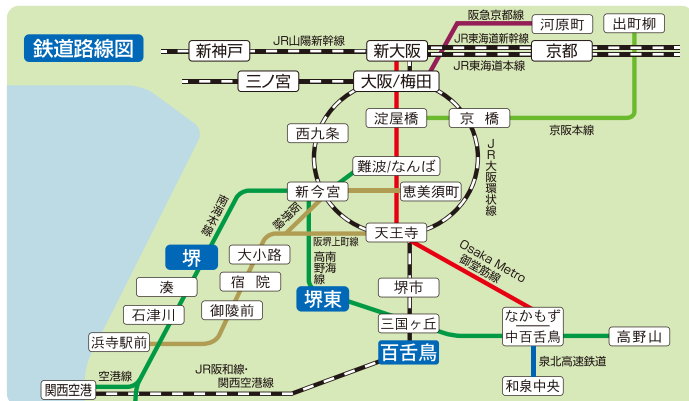 阪急京都線
河原町
出町柳
鉄道路線図
JR山陽新幹線
新神戸
新大阪
JR東海道新幹線
京都
JR東海道本線
三ノ宮
大阪/梅田
淀屋橋
京橋
京阪本線
西九条
JR大阪環状線
難波/なんば
新今宮
恵美須町
南海本線
阪堺線
天王寺
阪堺上町線
大小路
南海
高野線
Osaka Metro
御堂筋線
堺
宿院
堺市
湊
堺東
石津川
御陵前
三国ヶ丘
なかもず
中百舌鳥
高野山
浜寺駅前
百舌鳥
泉北高速鉄道
空港線
JR阪和線・
関西空港線
関西空港
和泉中央